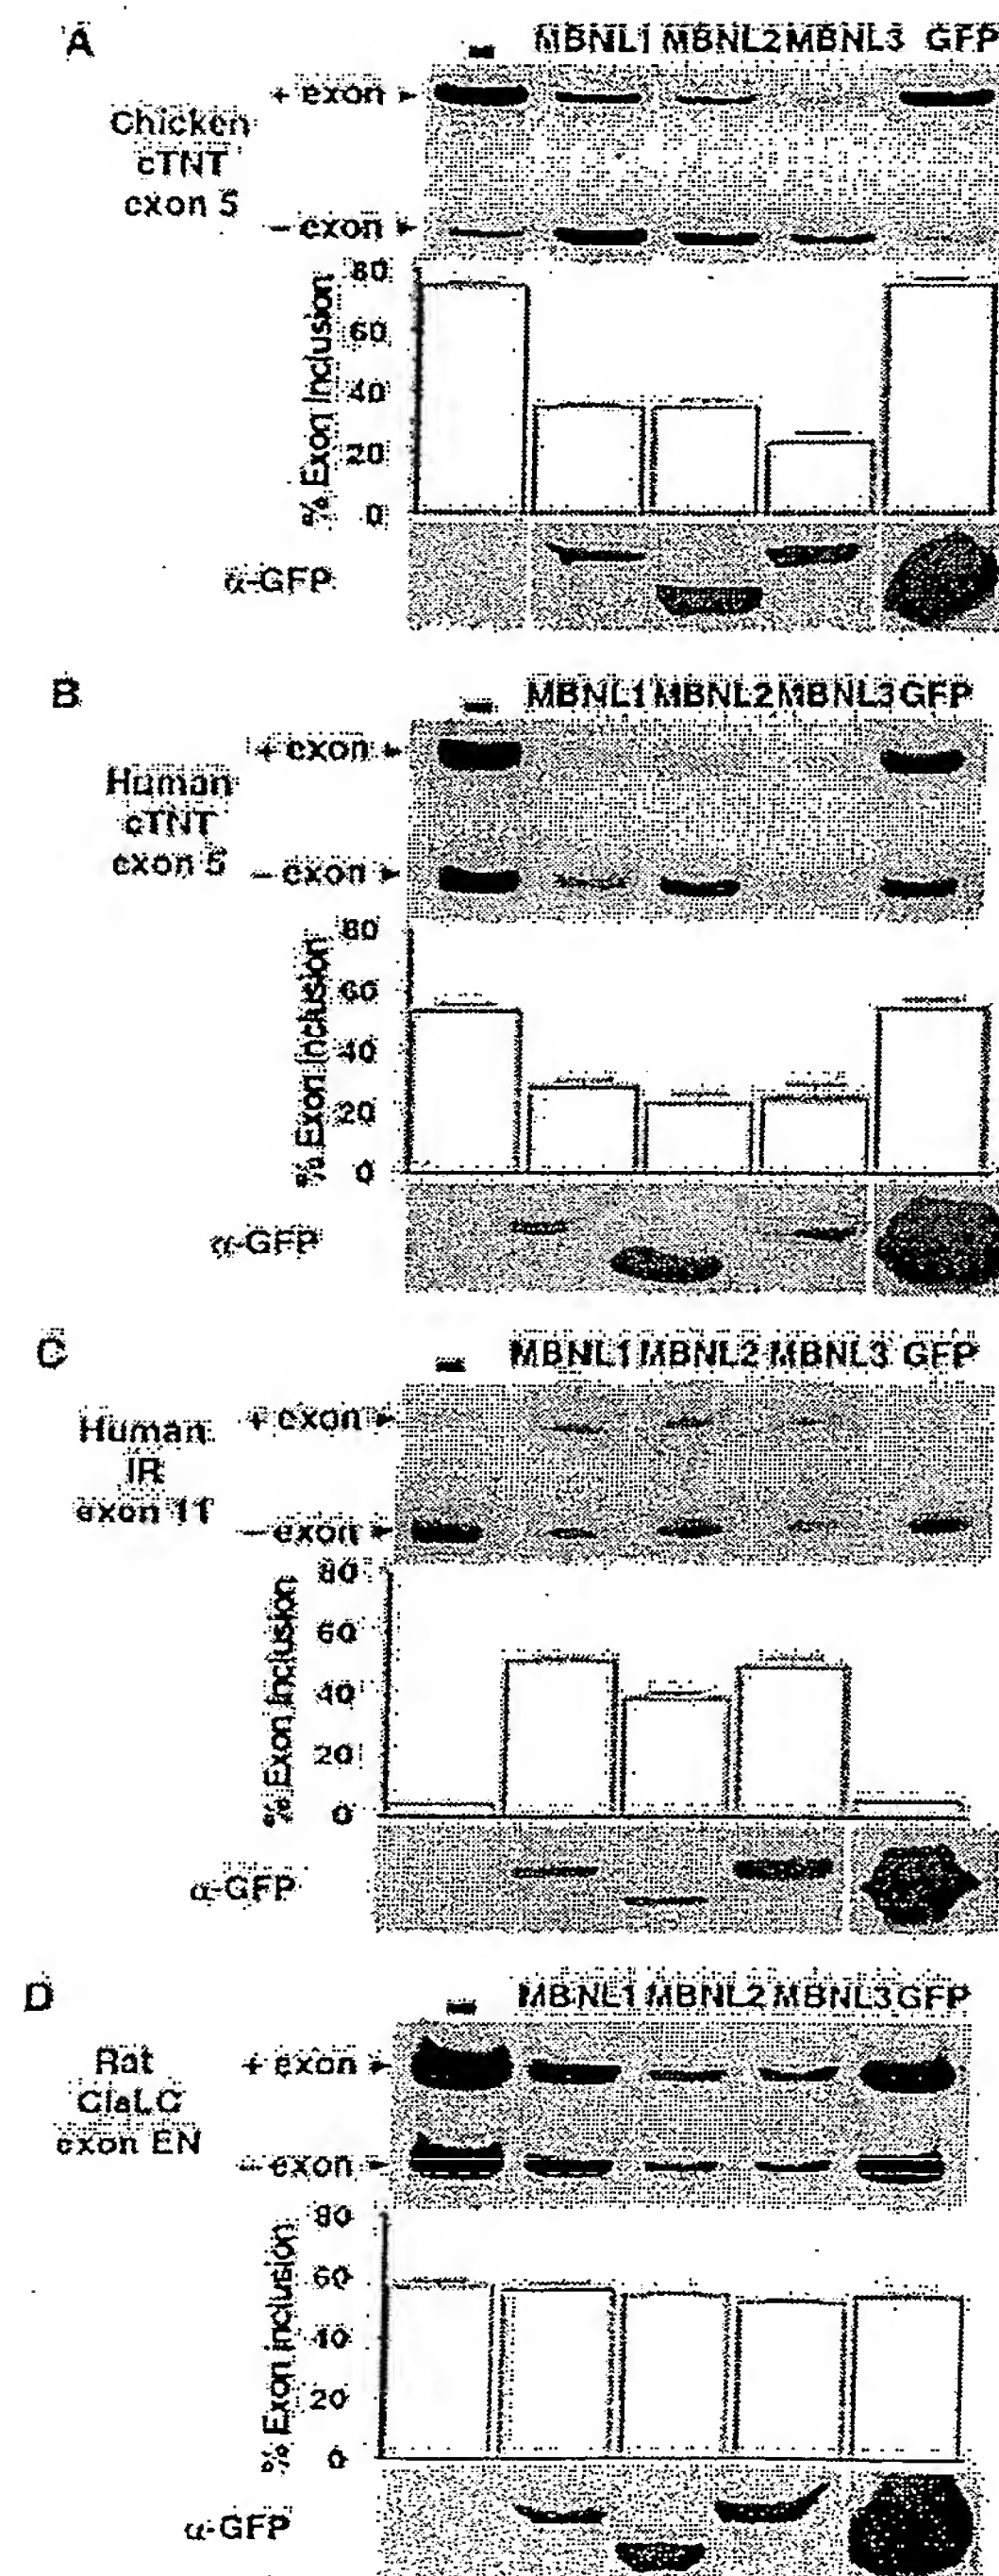 A
MBNL1 MBNL2 MBNL3 GFP
-
+ exon
Chicken
cTNT
exon 5
- exon
80
60
40
20
0
% Exon Inclusion
α-GFP
B
MBNL1 MBNL2 MBNL3 GFP
-
+ exon
Human
cTNT
exon 5
- exon
80
60
40
20
0
% Exon Inclusion
α-GFP
C
MBNL1 MBNL2 MBNL3 GFP
-
+ exon
Human
IR
exon 11
- exon
80
60
40
20
0
% Exon Inclusion
α-GFP
D
MBNL1 MBNL2 MBNL3 GFP
-
Rat
+ exon
ClaLC
exon EN
- exon
80
60
40
20
0
% Exon inclusion
α-GFP